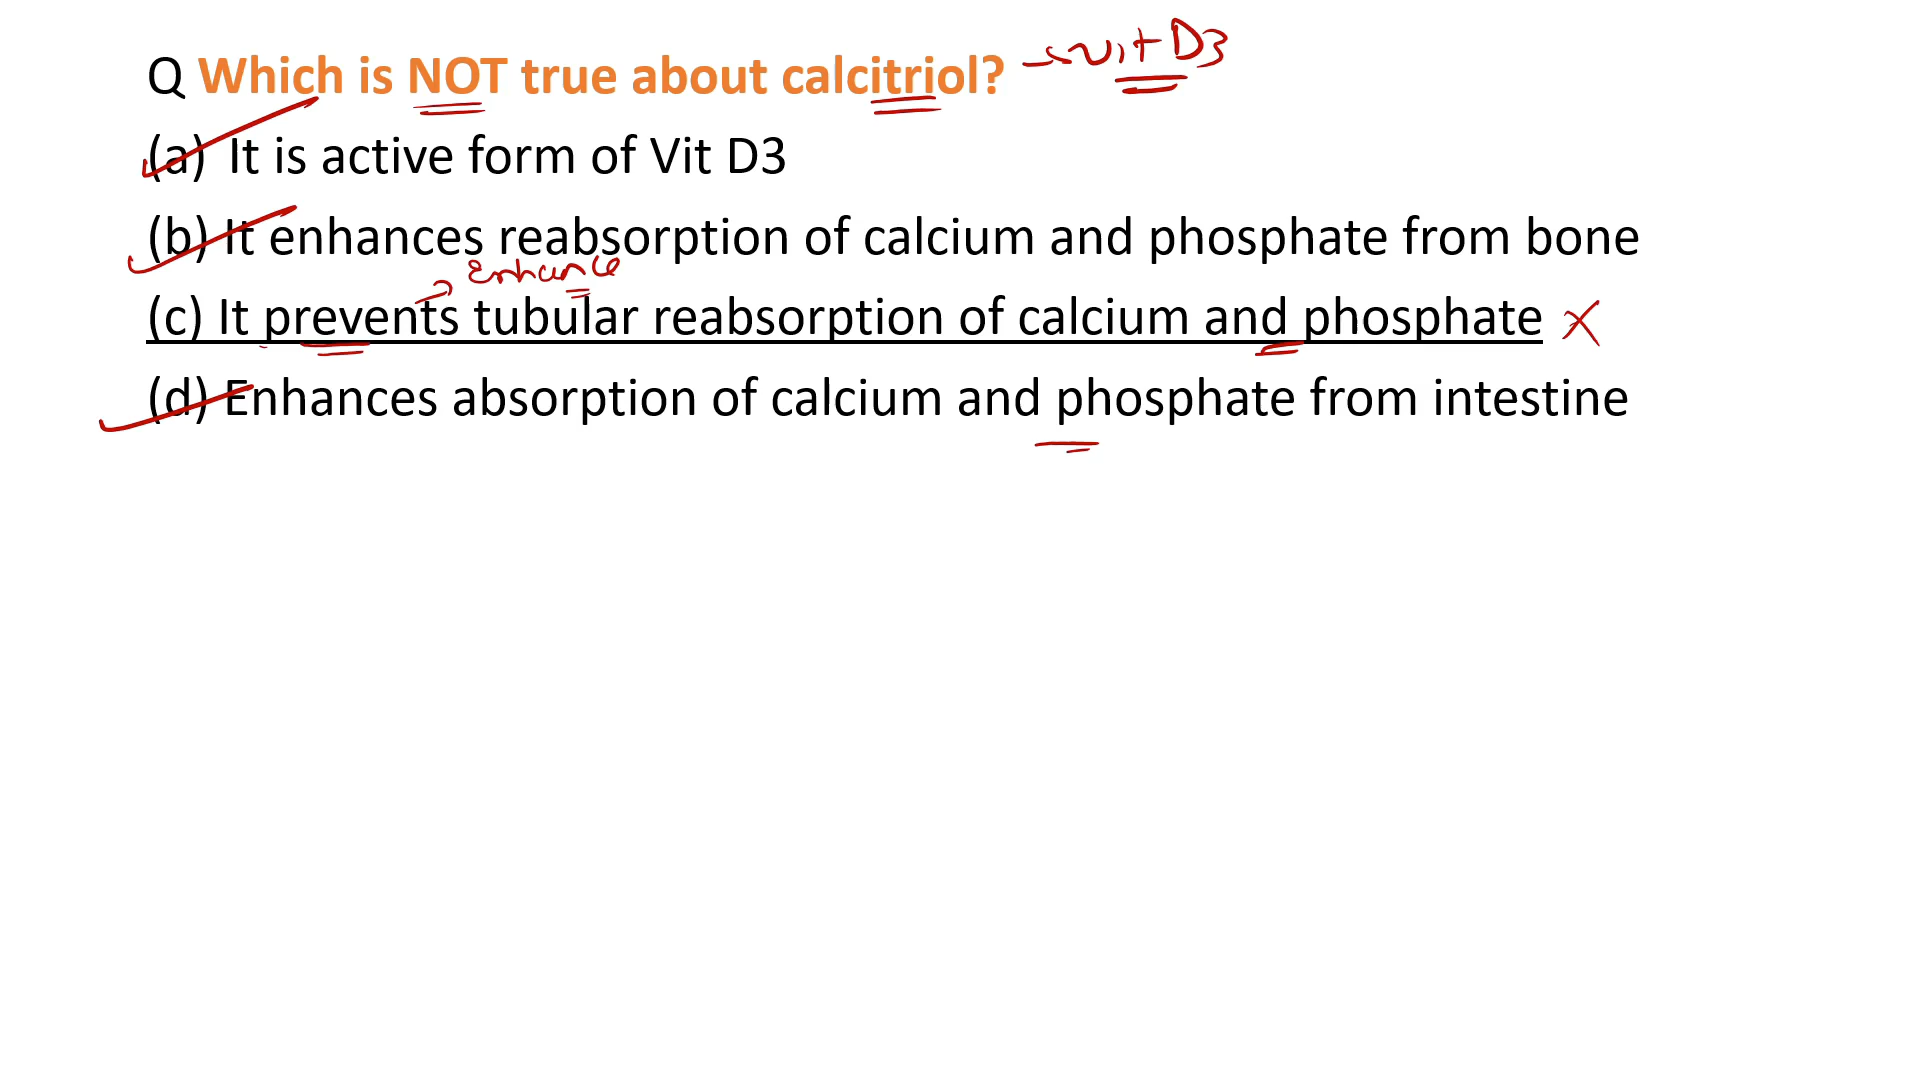 Q Which is NOT true about calcitriol? Vit D3
(a) It is active form of Vit D3
(b) It enhances reabsorption of calcium and phosphate from bone
Enhance
(c) It prevents tubular reabsorption of calcium and phosphate
(d) Enhances absorption of calcium and phosphate from intestine